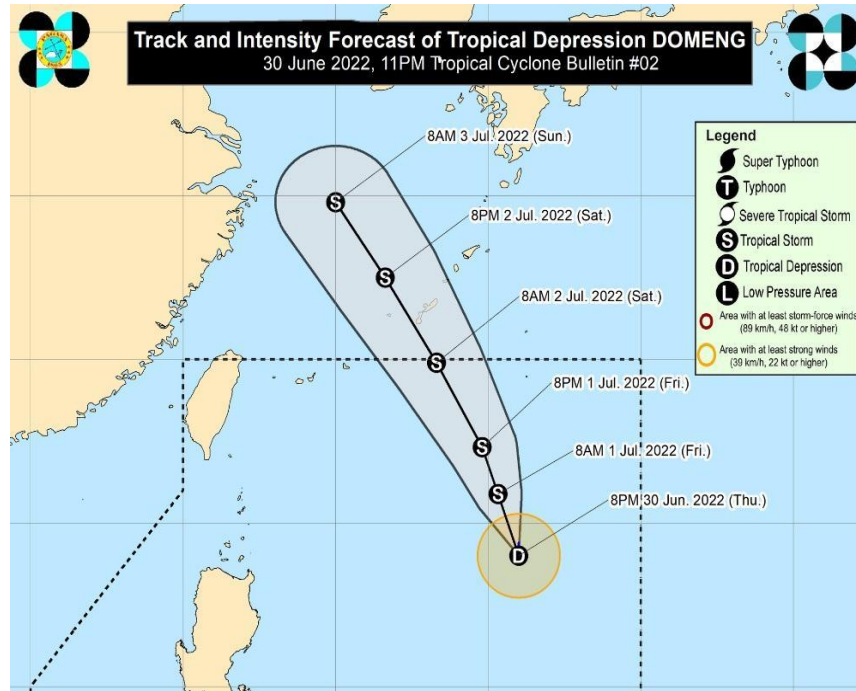 Track and Intensity Forecast of Tropical Depression DOMENG
30 June 2022, 11PM Tropical Cyclone Bulletin #02
8AM 3 Jul. 2022 (Sun.)
8PM 2 Jul. 2022 (Sat.)
8AM 2 Jul. 2022 (Sat.)
8PM 1 Jul. 2022 (Fri.)
8AM 1 Jul. 2022 (Fri.)
8PM 30 Jun. 2022 (Thu.)
S
S
S
S
S
D
Legend
Super Typhoon
T Typhoon
Severe Tropical Storm
S Tropical Storm
D Tropical Depression
L Low Pressure Area
Area with at least storm-force winds
(89 km/h, 48 kt or higher)
Area with at least strong winds
(39 km/h, 22 kt or higher)